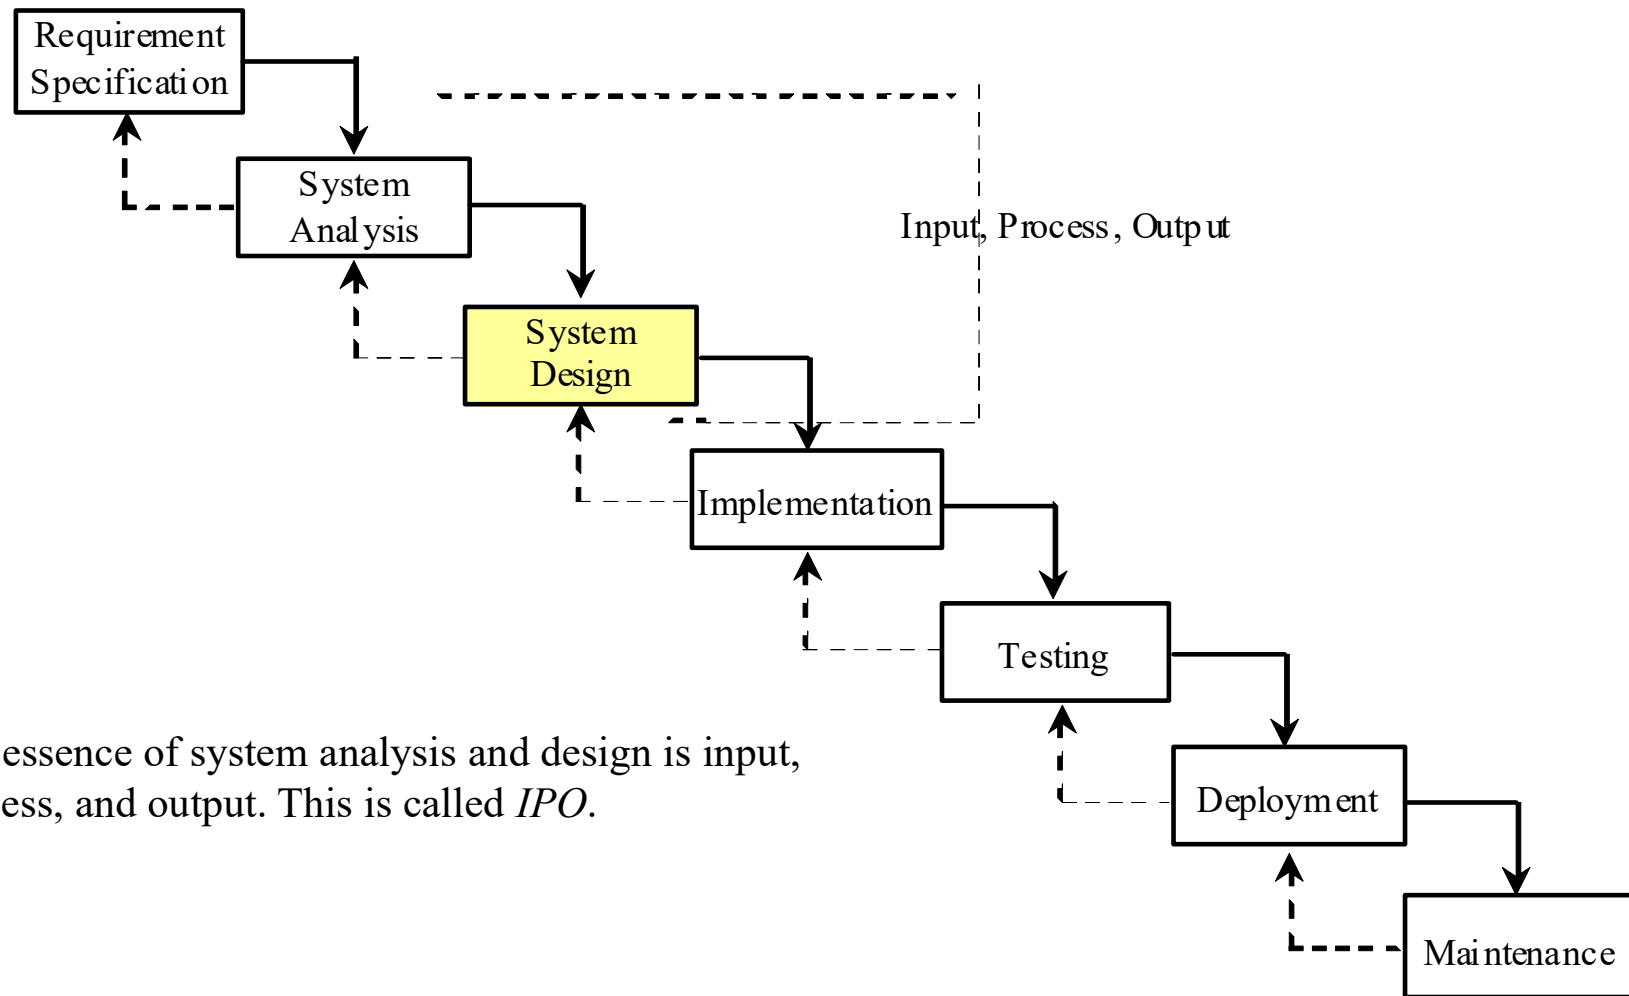 Requirement
Specification
System
Analysis
Input, Process, Output
System
Design
Implementation
Testing
essence of system analysis and design is input,
ess, and output. This is called IPO.
Deployment
Maintenance